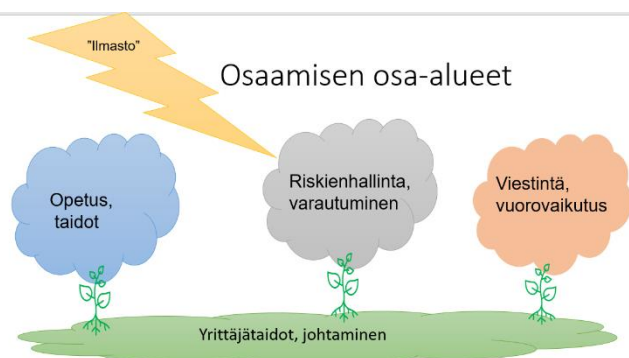 "Ilmasto"
Osaamisen osa-alueet
Opetus,
taidot
Riskienhallinta,
varautuminen
Viestintä,
vuorovaikutus
Yrittäjätaidot, johtaminen